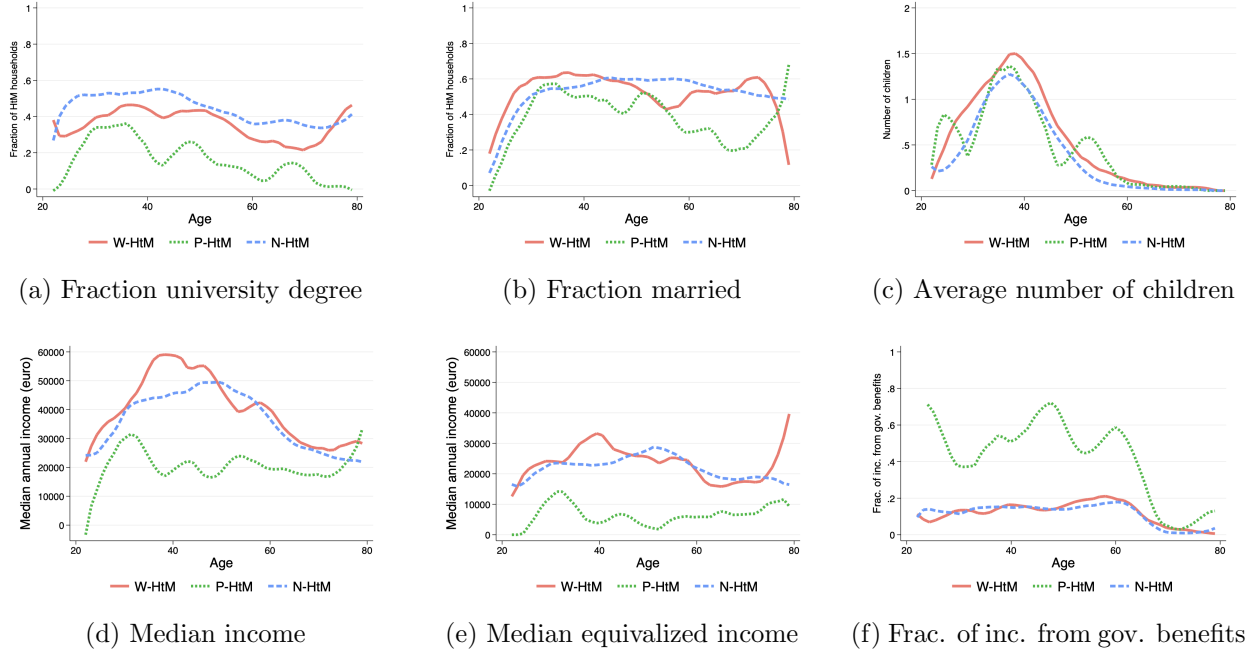 Fraction of HtM households
1
.8
.6
.4
.2
0
20
40
60
80
Age
W-HtM
P-HtM
N-HtM
(a) Fraction university degree
Fraction of HtM households
1
.8
.6
.4
.2
0
20
40
60
80
Age
W-HtM
P-HtM
N-HtM
(b) Fraction married
Number of children
2
1.5
1
.5
0
20
40
60
80
Age
W-HtM
P-HtM
N-HtM
(c) Average number of children
Median annual income (euro)
60000
50000
40000
30000
20000
10000
0
20
40
60
80
Age
W-HtM
P-HtM
N-HtM
(d) Median income
Median annual income (euro)
60000
50000
40000
30000
20000
10000
0
20
40
60
80
Age
W-HtM
P-HtM
N-HtM
(e) Median equivalized income
Frac. of inc. from gov. benefits
1
.8
.6
.4
.2
0
20
40
60
80
Age
W-HtM
P-HtM
N-HtM
(f) Frac. of inc. from gov. benefits